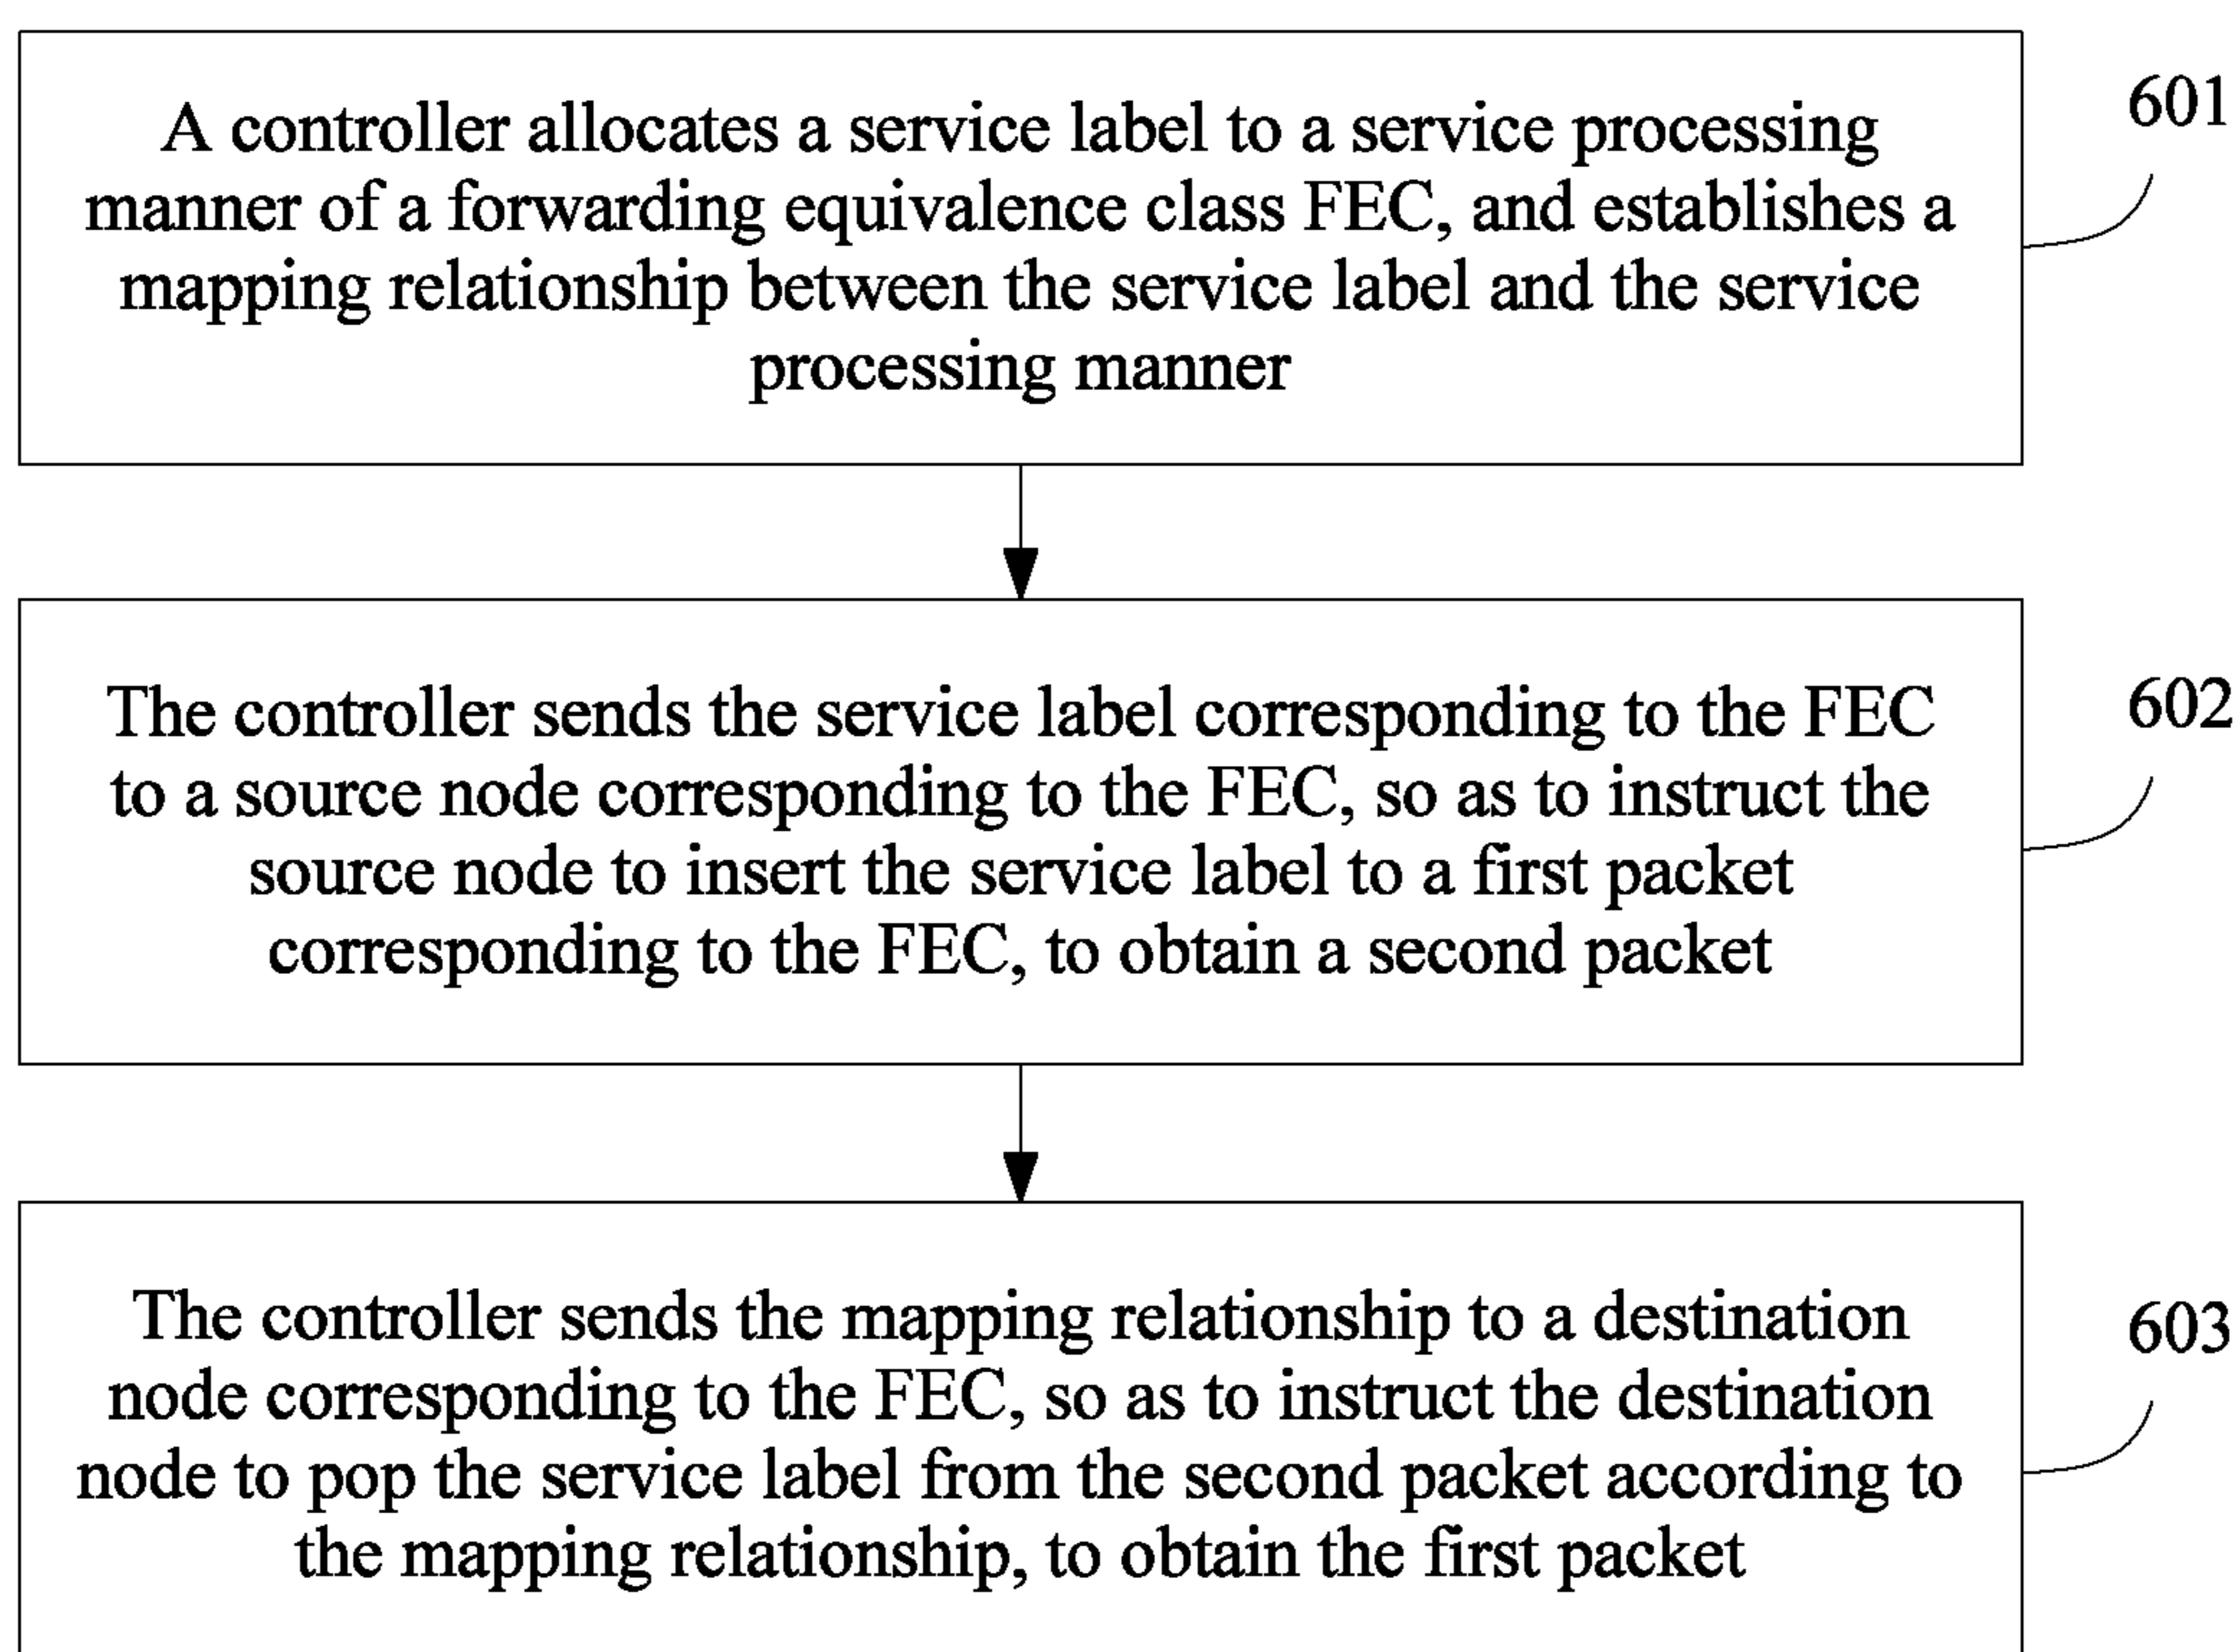 A controller allocates a service label to a service processing
manner of a forwarding equivalence class FEC, and establishes a
mapping relationship between the service label and the service
processing manner
601
The controller sends the service label corresponding to the FEC
to a source node corresponding to the FEC, so as to instruct the
source node to insert the service label to a first packet
corresponding to the FEC, to obtain a second packet
602
The controller sends the mapping relationship to a destination
node corresponding to the FEC, so as to instruct the destination
node to pop the service label from the second packet according to
the mapping relationship, to obtain the first packet
603